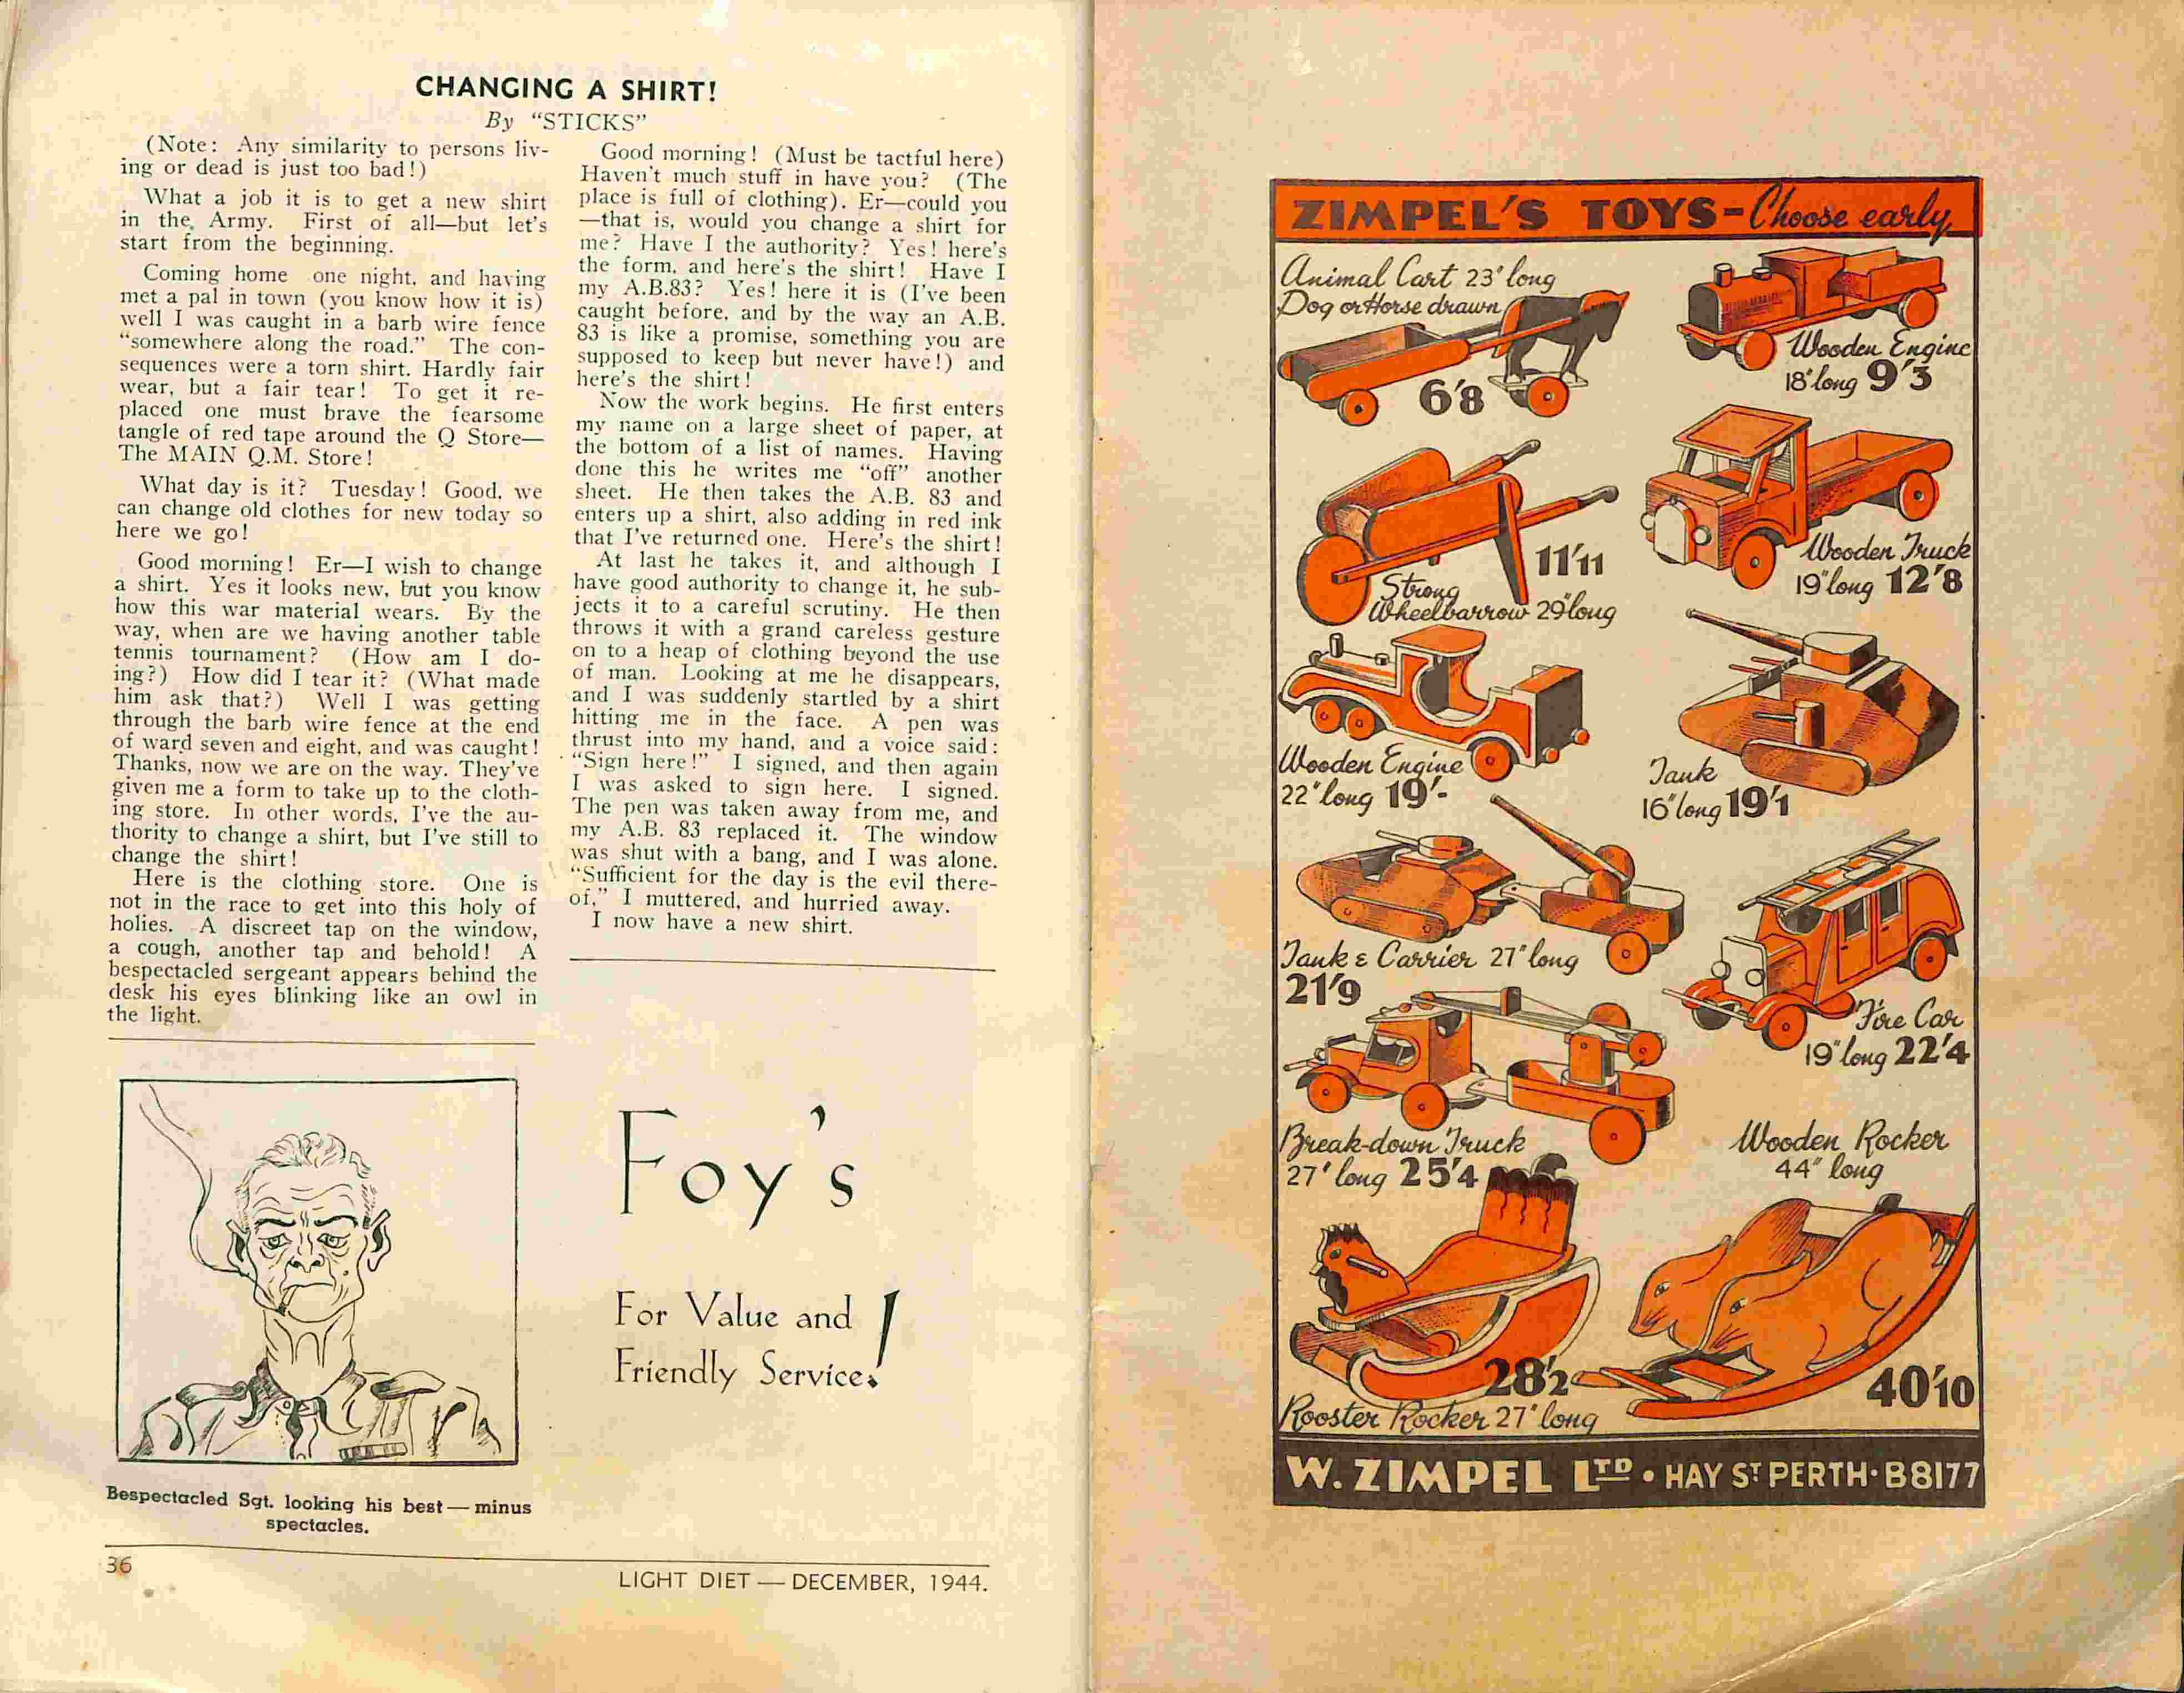 CHANGING A SHIRT!
By "STICKS"
(Note: Any similarity to persons liv-
ing or dead is just too bad!)
What a job it is to get a new shirt
in the Army. First of all—but let's
start from the beginning.
Coming home one night, and having
met a pal in town (you know how it is)
well I was caught in a barb wire fence
"somewhere along the road." The con-
sequences were a torn shirt. Hardly fair
wear, but a fair tear! To get it re-
placed one must brave the fearsome
tangle of red tape around the Q Store—
The MAIN Q.M. Store!
What day is it? Tuesday! Good, we
can change old clothes for new today so
here we go!
Good morning! Er—I wish to change
a shirt. Yes it looks new, but you know
how this war material wears. By the
way, when are we having another table
tennis tournament? (How am I do-
ing?) How did I tear it? (What made
him ask that?) Well I was getting
through the barb wire fence at the end
of ward seven and eight, and was caught!
Thanks, now we are on the way. They've
given me a form to take up to the cloth-
ing store. In other words, I've the au-
thority to change a shirt, but I've still to
change the shirt!
Here is the clothing store. One is
not in the race to get into this holy of
holies. A discreet tap on the window,
a cough, another tap and behold! A
bespectacled sergeant appears behind the
desk his eyes blinking like an owl in
the light.
Good morning! (Must be tactful here)
Haven't much stuff in have you? (The
place is full of clothing). Er—could you
—that is, would you change a shirt for
me? Have I the authority? Yes! here's
the form, and here's the shirt! Have I
my A.B.83? Yes! here it is (I've been
caught before, and by the way an A.B.
83 is like a promise, something you are
supposed to keep but never have!) and
here's the shirt!
Now the work begins. He first enters
my name on a large sheet of paper, at
the bottom of a list of names. Having
done this he writes me "off" another
sheet. He then takes the A.B. 83 and
enters up a shirt, also adding in red ink
that I've returned one. Here's the shirt!
At last he takes it, and although I
have good authority to change it, he sub-
jects it to a careful scrutiny. He then
throws it with a grand careless gesture
on to a heap of clothing beyond the use
of man. Looking at me he disappears,
and I was suddenly startled by a shirt
hitting me in the face. A pen was
thrust into my hand, and a voice said:
"Sign here!" I signed, and then again
I was asked to sign here. I signed.
The pen was taken away from me, and
my A.B. 83 replaced it. The window
was shut with a bang, and I was alone.
"Sufficient for the day is the evil there-
of," I muttered, and hurried away.
I now have a new shirt.
Bespectacled Sgt. looking his best — minus
spectacles.
Foy's
For Value and
Friendly Service!
36
LIGHT DIET — DECEMBER, 1944.
ZIMPEL'S TOYS - Choose early
Animal Cart 23" long
Dog or Horse drawn
6'8
Wooden Engine
18" long 9'3
11'11
Strong
Wheelbarrow 29" long
Wooden Truck
19" long 12'8
Wooden Engine
22" long 19'-
Tank
16" long 19'1
Tank & Carrier 27" long
21'9
Fire Car
19" long 22'4
Break-down Truck
27" long 25'4
Wooden Rocker
44" long
28'2
Rooster Rocker 27" long
40'10
W. ZIMPEL LTD • HAY ST PERTH • B8177